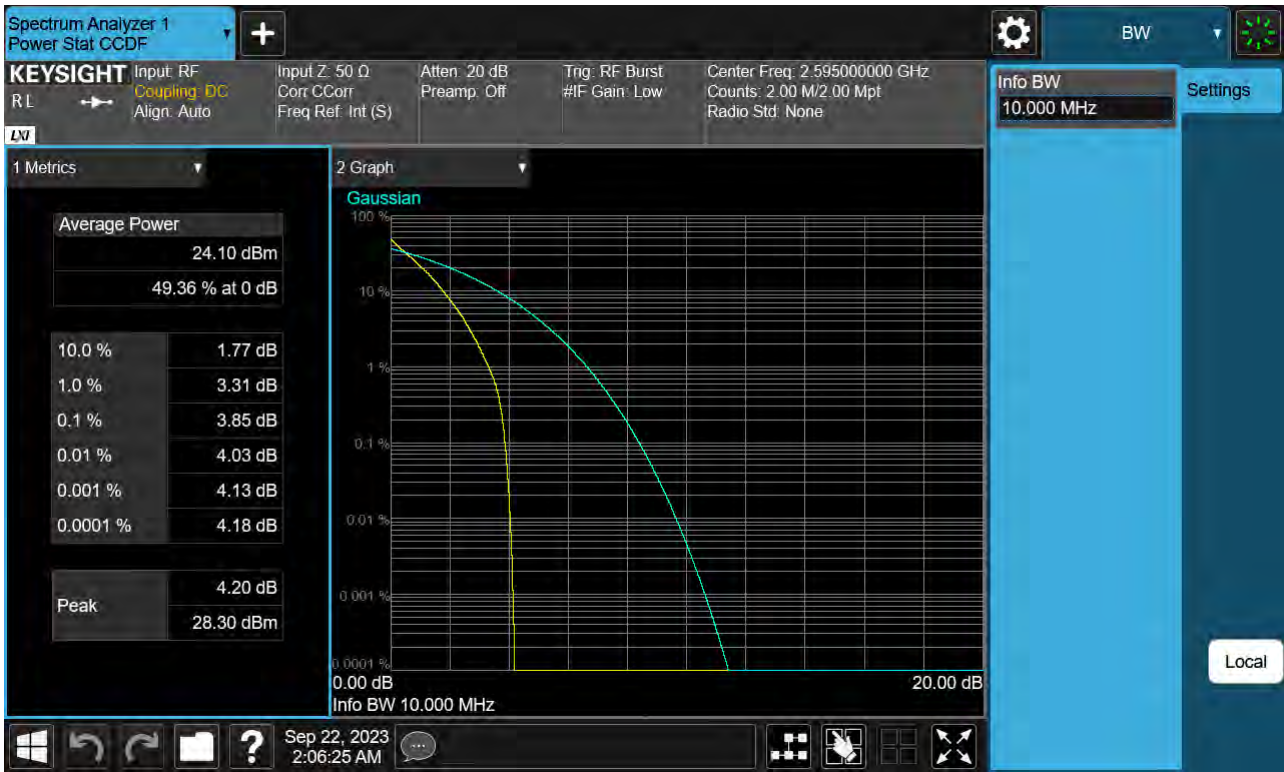 Spectrum Analyzer 1
Power Stat CCDF
BW
KEYSIGHT
RL
LXI
Input: RF
Coupling: DC
Align: Auto
Input Z: 50 Ω
Corr CCorr
Freq Ref: Int (S)
Atten: 20 dB
Preamp: Off
Trig: RF Burst
#IF Gain: Low
Center Freq: 2.595000000 GHz
Counts: 2.00 M/2.00 Mpt
Radio Std: None
Info BW
10.000 MHz
Settings
1 Metrics
Average Power
24.10 dBm
49.36 % at 0 dB
10.0 % 1.77 dB
1.0 % 3.31 dB
0.1 % 3.85 dB
0.01 % 4.03 dB
0.001 % 4.13 dB
0.0001 % 4.18 dB
Peak
4.20 dB
28.30 dBm
2 Graph
Gaussian
100 %
10 %
1 %
0.1 %
0.01 %
0.001 %
0.0001 %
0.00 dB 20.00 dB
Info BW 10.000 MHz
Local
?
Sep 22, 2023
2:06:25 AM